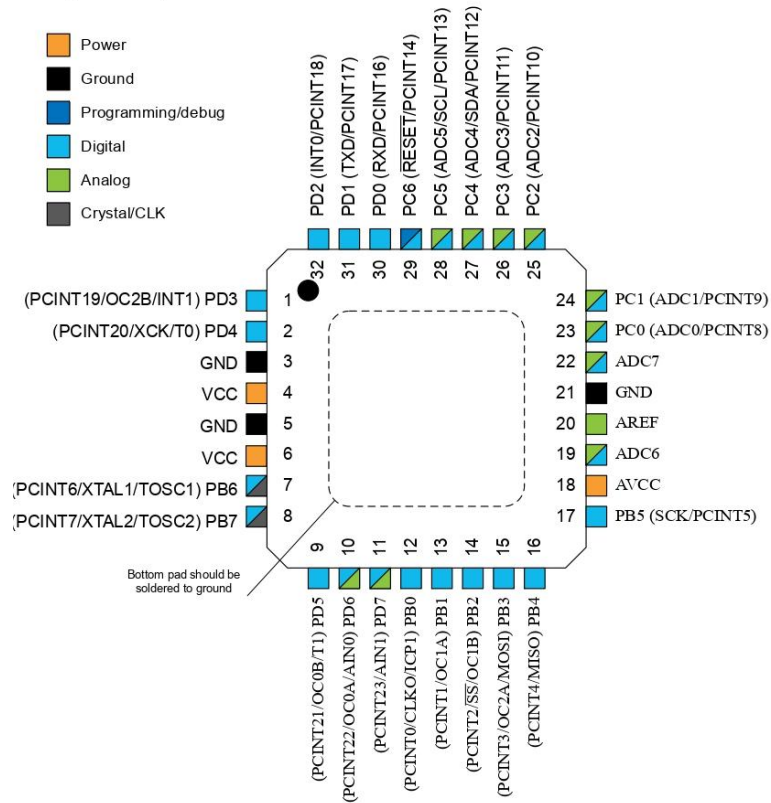 Power
Ground
Programming/debug
Digital
Analog
Crystal/CLK
PD2 (INT0/PCINT18)
PD1 (TXD/PCINT17)
PD0 (RXD/PCINT16)
PC6 (RESET/PCINT14)
PC5 (ADC5/SCL/PCINT13)
PC4 (ADC4/SDA/PCINT12)
PC3 (ADC3/PCINT11)
PC2 (ADC2/PCINT10)
32
31
30
29
28
27
26
25
(PCINT19/OC2B/INT1) PD3
1
(PCINT20/XCK/T0) PD4
2
GND
3
VCC
4
GND
5
VCC
6
(PCINT6/XTAL1/TOSC1) PB6
7
(PCINT7/XTAL2/TOSC2) PB7
8
24
PC1 (ADC1/PCINT9)
23
PC0 (ADC0/PCINT8)
22
ADC7
21
GND
20
AREF
19
ADC6
18
AVCC
17
PB5 (SCK/PCINT5)
9
10
11
12
13
14
15
16
Bottom pad should be
soldered to ground
(PCINT21/OC0B/T1) PD5
(PCINT22/OC0A/AIN0) PD6
(PCINT23/AIN1) PD7
(PCINT0/CLKO/ICP1) PB0
(PCINT1/OC1A) PB1
(PCINT2/SS/OC1B) PB2
(PCINT3/OC2A/MOSI) PB3
(PCINT4/MISO) PB4